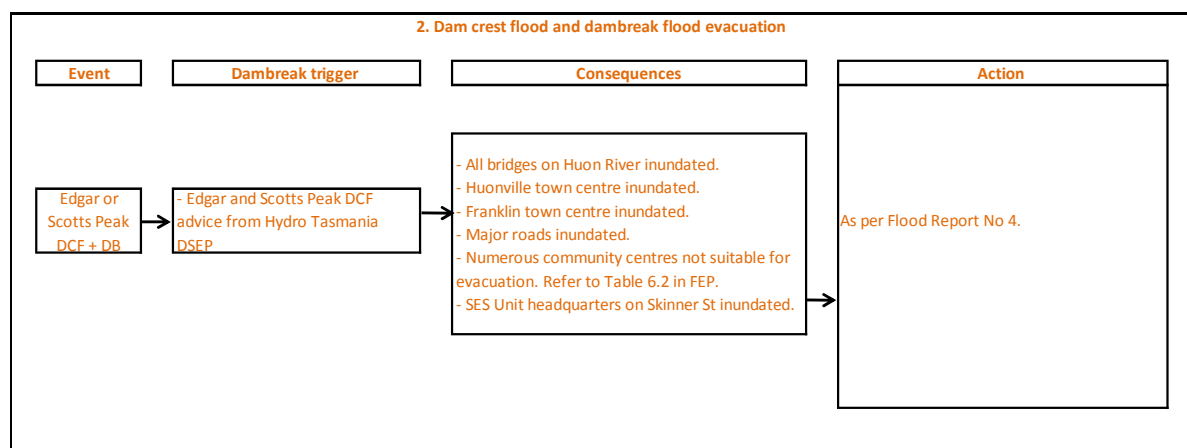 2. Dam crest flood and dambreak flood evacuation
Event
Dambreak trigger
Consequences
Action
Edgar or
Scotts Peak
DCF + DB
- Edgar and Scotts Peak DCF
advice from Hydro Tasmania
DSEP
- All bridges on Huon River inundated.
- Huonville town centre inundated.
- Franklin town centre inundated.
- Major roads inundated.
- Numerous community centres not suitable for
evacuation. Refer to Table 6.2 in FEP.
- SES Unit headquarters on Skinner St inundated.
As per Flood Report No 4.